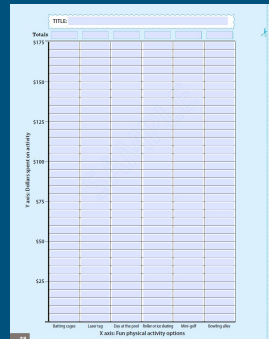 TITLE:
Totals
$175
$150
$125
$100
$75
$50
$25
Y axis: Dollars spent on activity
Batting cages Laser tag Day at the pool Roller or ice skating Mini-golf Bowling alley
X axis: Fun physical activity options